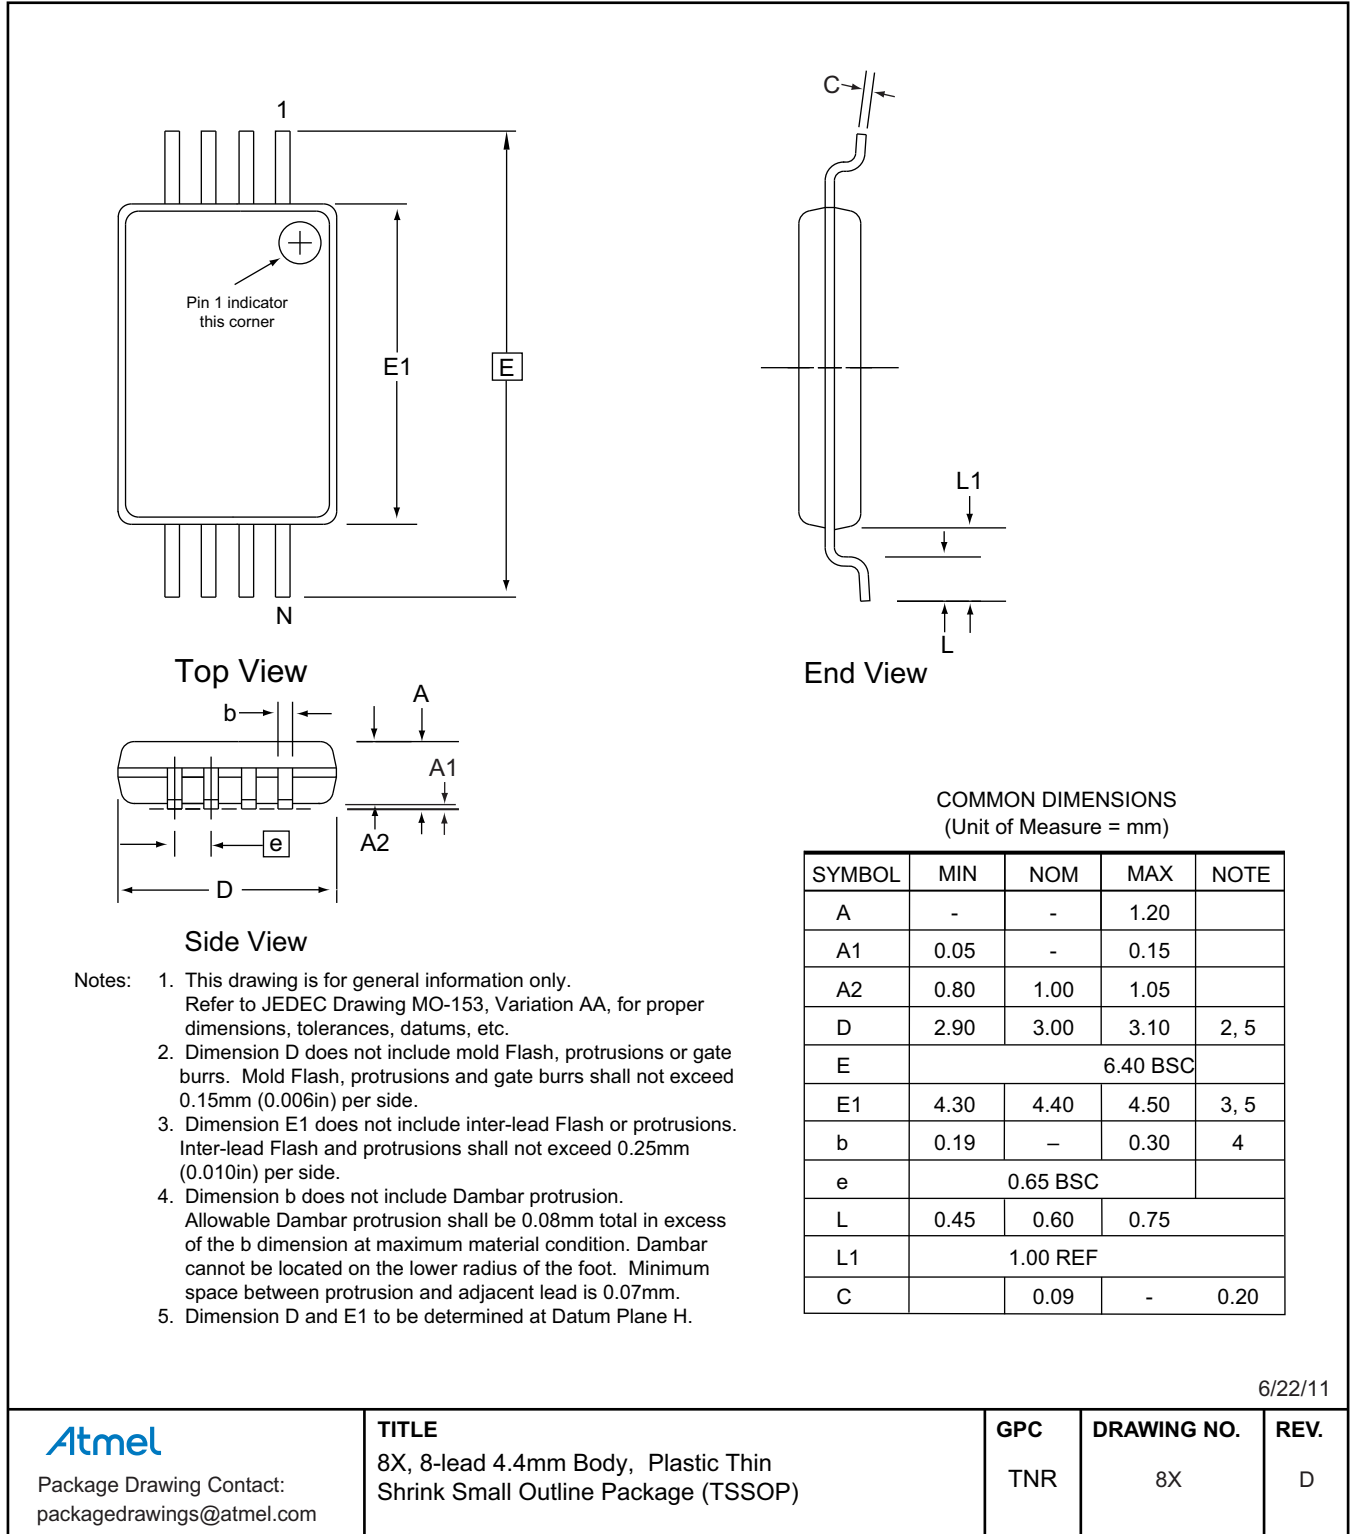 1
Pin 1 indicator
this corner
E1
E
N
Top View
C
L1
L
End View
b
A
A1
A2
e
D
Side View
COMMON DIMENSIONS
(Unit of Measure = mm)
SYMBOL MIN NOM MAX NOTE
A - - 1.20
A1 0.05 - 0.15
A2 0.80 1.00 1.05
D 2.90 3.00 3.10 2, 5
E 6.40 BSC
E1 4.30 4.40 4.50 3, 5
b 0.19 – 0.30 4
e 0.65 BSC
L 0.45 0.60 0.75
L1 1.00 REF
C 0.09 - 0.20
Notes: 1. This drawing is for general information only.
Refer to JEDEC Drawing MO-153, Variation AA, for proper
dimensions, tolerances, datums, etc.
2. Dimension D does not include mold Flash, protrusions or gate
burrs. Mold Flash, protrusions and gate burrs shall not exceed
0.15mm (0.006in) per side.
3. Dimension E1 does not include inter-lead Flash or protrusions.
Inter-lead Flash and protrusions shall not exceed 0.25mm
(0.010in) per side.
4. Dimension b does not include Dambar protrusion.
Allowable Dambar protrusion shall be 0.08mm total in excess
of the b dimension at maximum material condition. Dambar
cannot be located on the lower radius of the foot. Minimum
space between protrusion and adjacent lead is 0.07mm.
5. Dimension D and E1 to be determined at Datum Plane H.
6/22/11
Atmel
Package Drawing Contact:
packagedrawings@atmel.com
TITLE
8X, 8-lead 4.4mm Body, Plastic Thin
Shrink Small Outline Package (TSSOP)
GPC
TNR
DRAWING NO.
8X
REV.
D